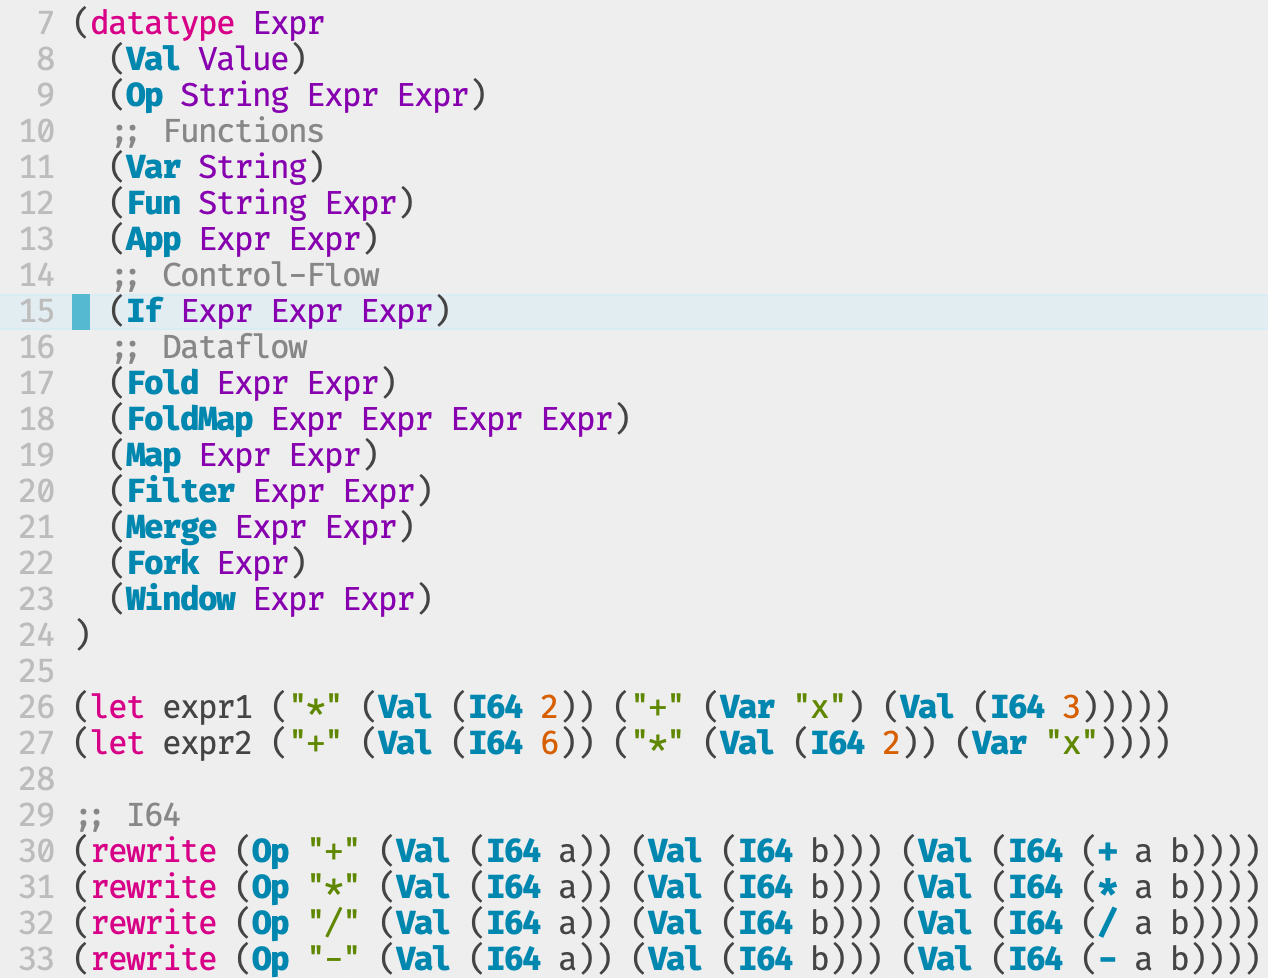 7 (datatype Expr
8 (Val Value)
9 (Op String Expr Expr)
10 ;; Functions
11 (Var String)
12 (Fun String Expr)
13 (App Expr Expr)
14 ;; Control-Flow
15 (If Expr Expr Expr)
16 ;; Dataflow
17 (Fold Expr Expr)
18 (FoldMap Expr Expr Expr Expr)
19 (Map Expr Expr)
20 (Filter Expr Expr)
21 (Merge Expr Expr)
22 (Fork Expr)
23 (Window Expr Expr)
24 )
25
26 (let expr1 ("*" (Val (I64 2)) ("+" (Var "x") (Val (I64 3)))))
27 (let expr2 ("+" (Val (I64 6)) ("*" (Val (I64 2)) (Var "x"))))
28
29 ;; I64
30 (rewrite (Op "+" (Val (I64 a)) (Val (I64 b))) (Val (I64 (+ a b))))
31 (rewrite (Op "*" (Val (I64 a)) (Val (I64 b))) (Val (I64 (* a b))))
32 (rewrite (Op "/" (Val (I64 a)) (Val (I64 b))) (Val (I64 (/ a b))))
33 (rewrite (Op "-" (Val (I64 a)) (Val (I64 b))) (Val (I64 (- a b))))